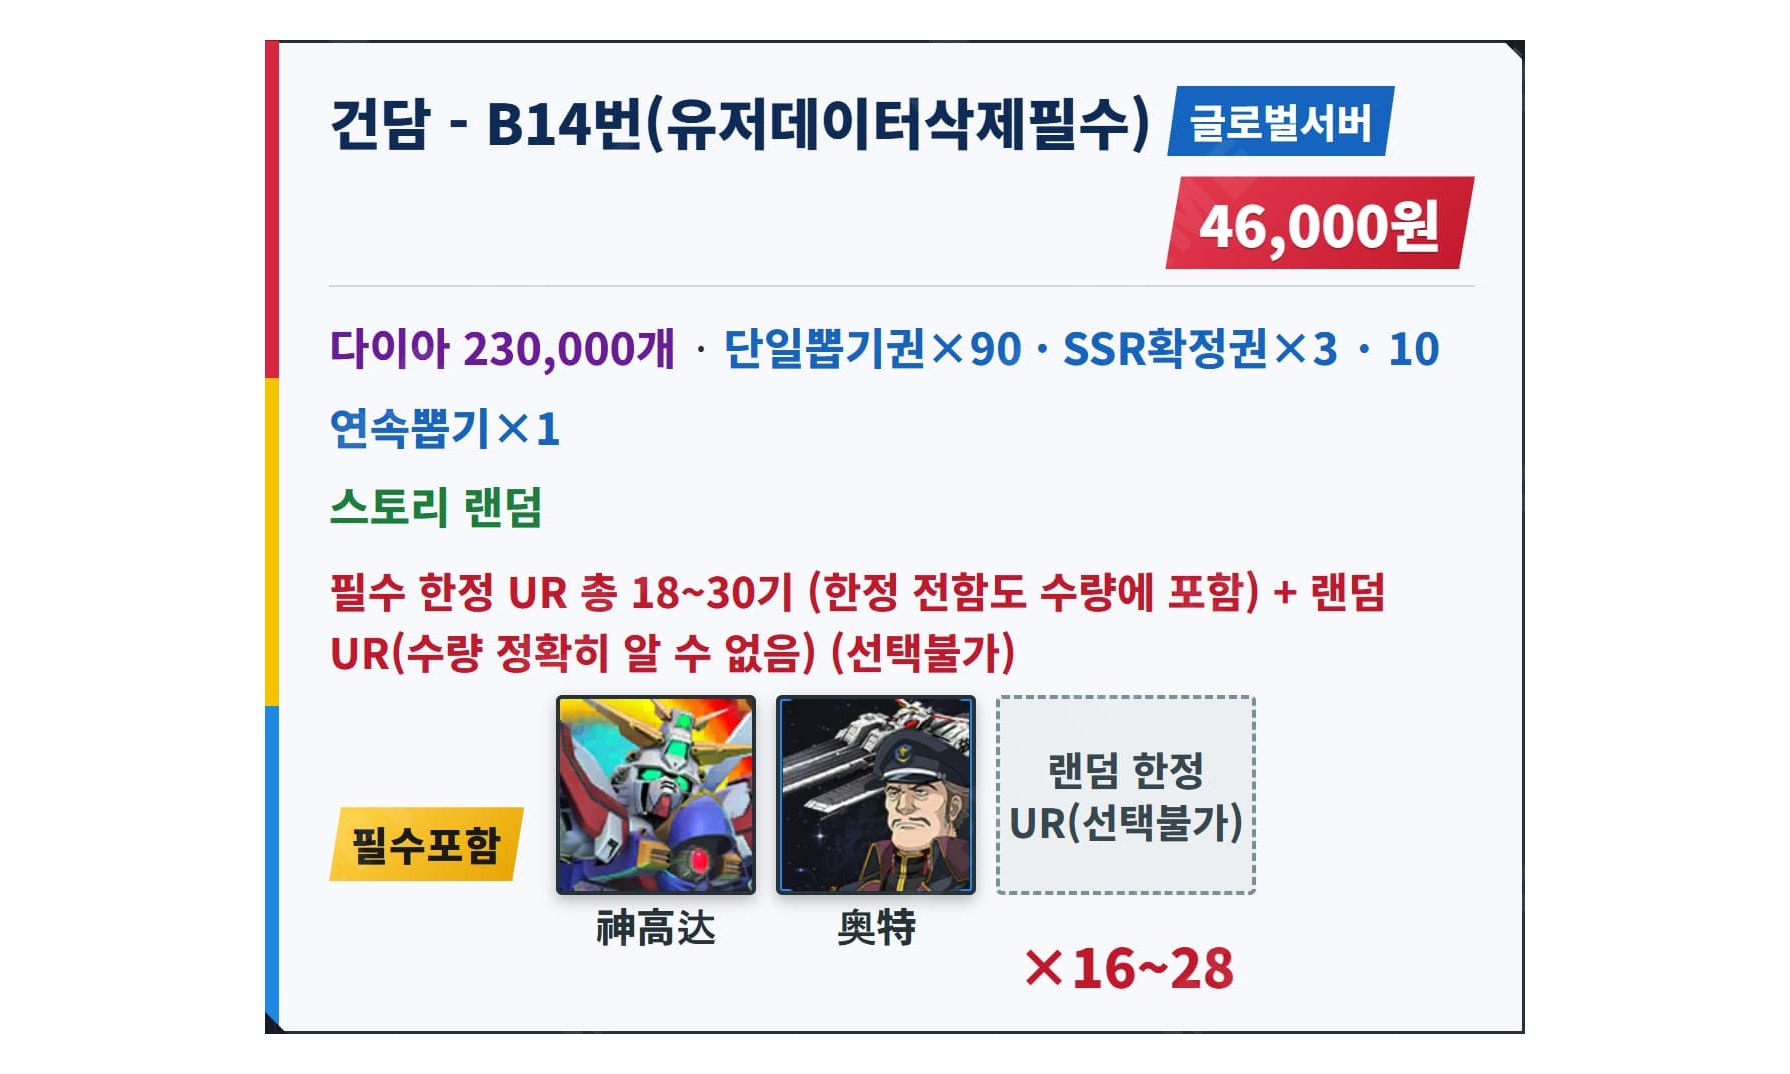 건담 - B14번(유저데이터삭제필수) 글로벌서버
46,000원
다이아 230,000개 · 단일뽑기권×90 · SSR확정권×3 · 10
연속뽑기×1
스토리 랜덤
필수 한정 UR 총 18~30기 (한정 전함도 수량에 포함) + 랜덤
UR(수량 정확히 알 수 없음) (선택불가)
필수포함
神高达
奥特
랜덤 한정
UR(선택불가)
×16~28